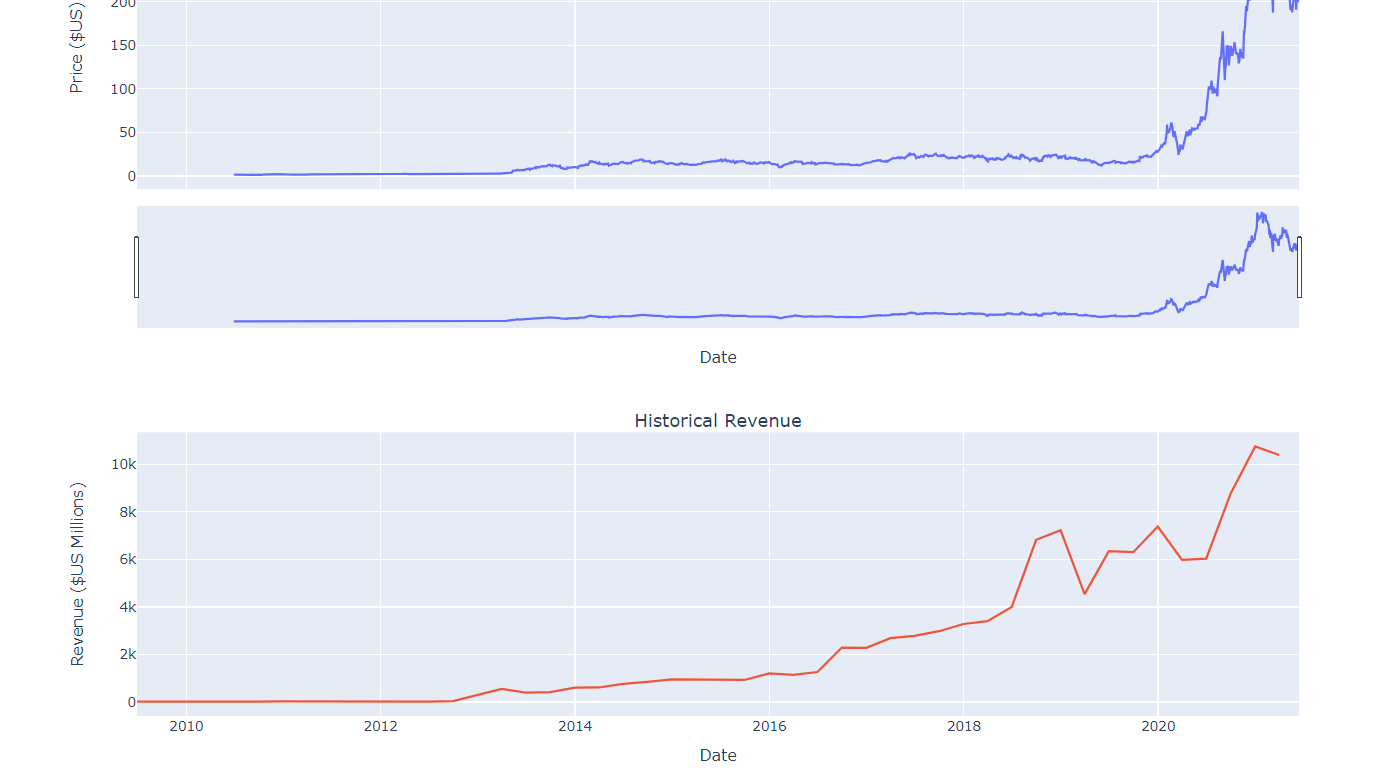 200
Price ($US)
150
100
50
0
Date
Historical Revenue
Revenue ($US Millions)
10k
8k
6k
4k
2k
0
2010 2012 2014 2016 2018 2020
Date